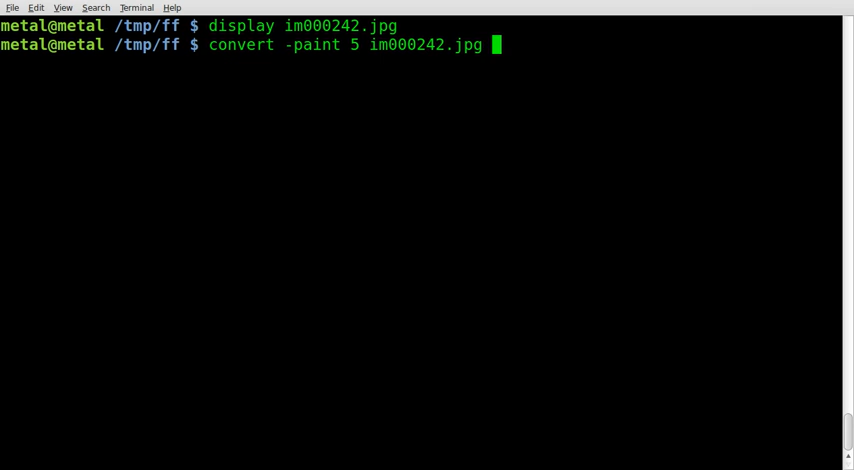 File Edit View Search Terminal Help
metal@metal /tmp/ff $ display im000242.jpg
metal@metal /tmp/ff $ convert -paint 5 im000242.jpg